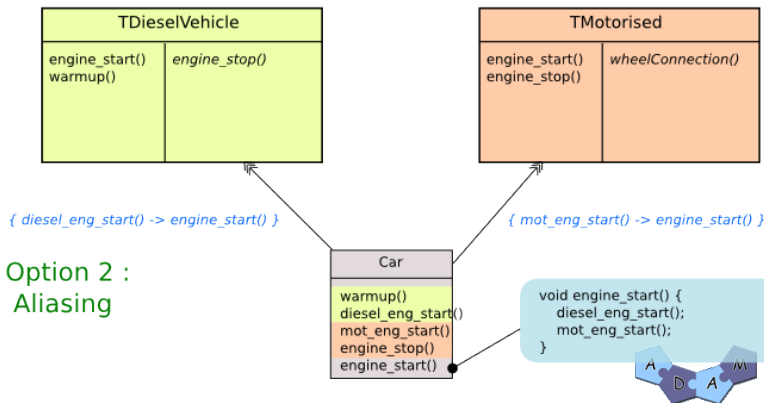 TDieselVehicle
engine_start()
warmup()
engine_stop()
TMotorised
engine_start()
engine_stop()
wheelConnection()
{ diesel_eng_start() -> engine_start() }
{ mot_eng_start() -> engine_start() }
Option 2 :
Aliasing
Car
warmup()
diesel_eng_start()
mot_eng_start()
engine_stop()
engine_start()
void engine_start() {
diesel_eng_start();
mot_eng_start();
}
A D A M